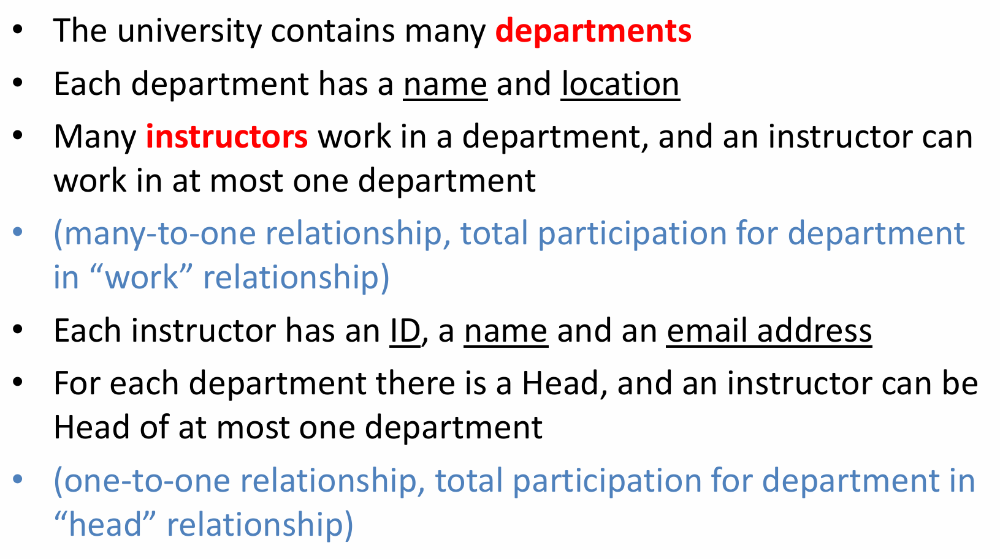 • The university contains many departments
• Each department has a name and location
• Many instructors work in a department, and an instructor can
work in at most one department
• (many-to-one relationship, total participation for department
in “work” relationship)
• Each instructor has an ID, a name and an email address
• For each department there is a Head, and an instructor can be
Head of at most one department
• (one-to-one relationship, total participation for department in
“head” relationship)